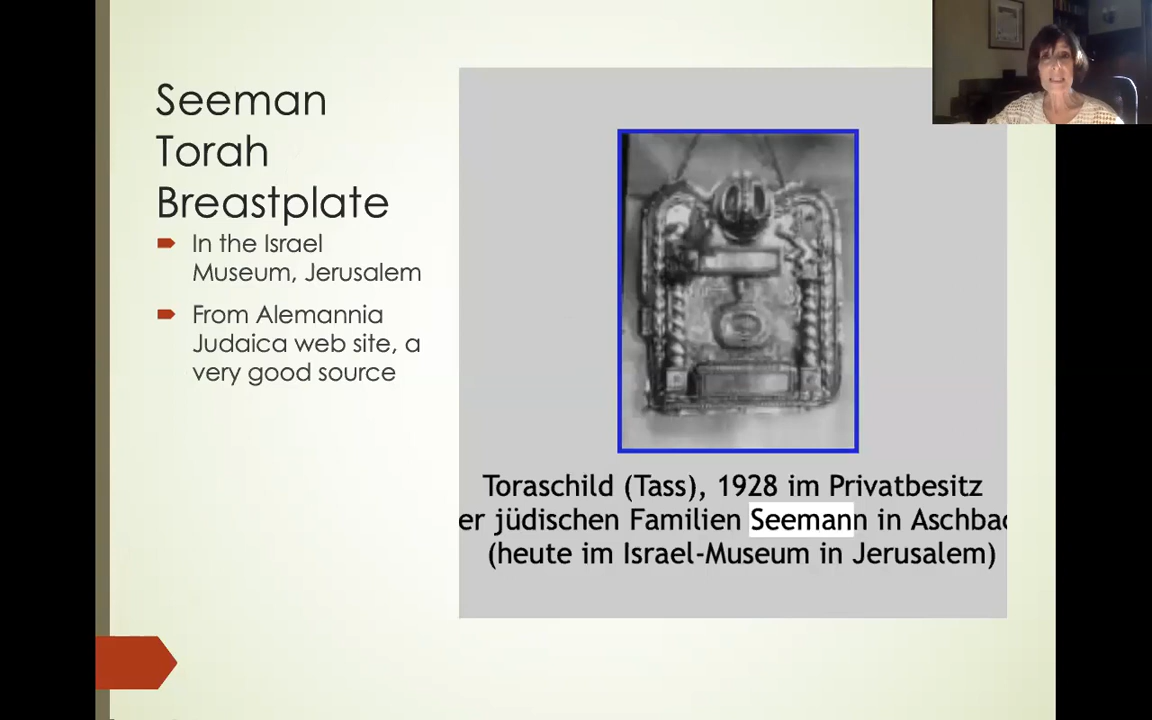 Seeman
Torah
Breastplate
In the Israel
Museum, Jerusalem
From Alemannia
Judaica web site, a
very good source
Toraschild (Tass), 1928 im Privatbesitz
er jüdischen Familien Seemann in Aschbac
(heute im Israel-Museum in Jerusalem)